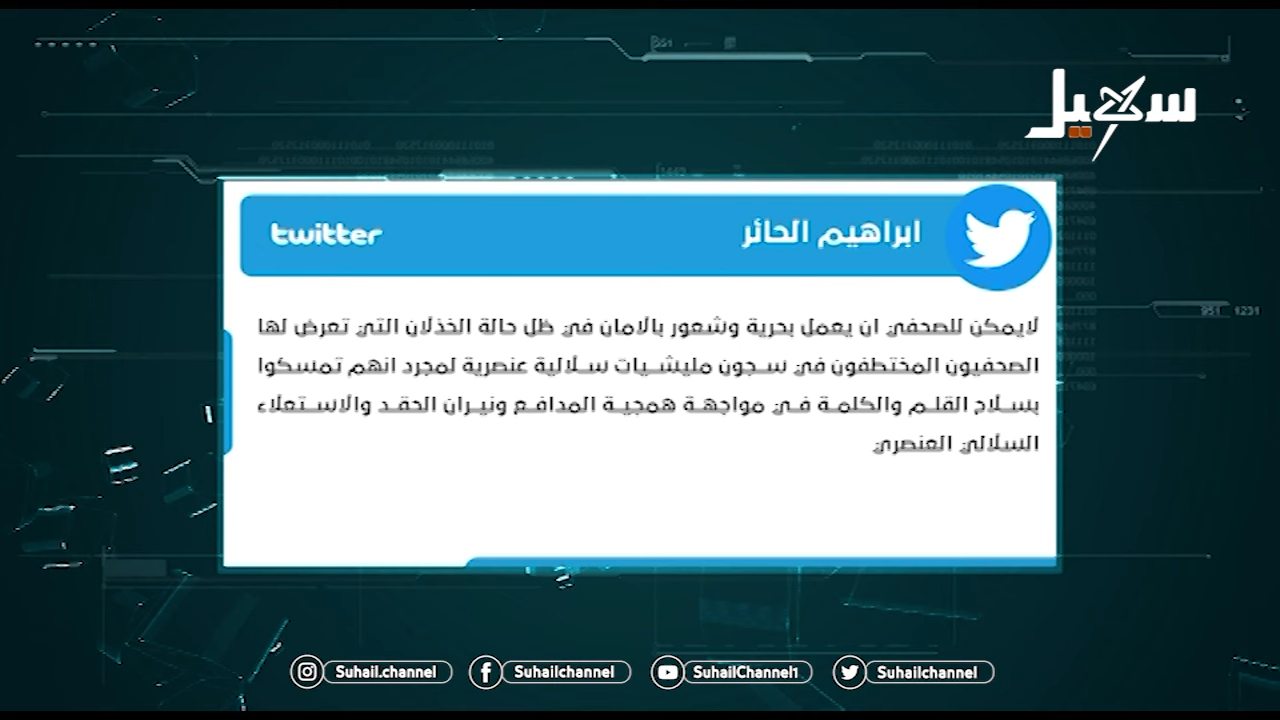 سهيل
ابراهيم الحائر
twitter
لايمكن للصحفي ان يعمل بحرية وشعور بالامان في ظل حالة الخذلان التي تعرض لها
الصحفيون المختطفون في سجون مليشيات سلالية عنصرية لمجرد انهم تمسكوا
بسلاح القلم والكلمة في مواجهة همجية المدافع ونيران الحقد والاستعلاء
السلالي العنصري
951 1231
Suhail.channel
Suhailchannel
SuhailChannel1
Suhailchannel